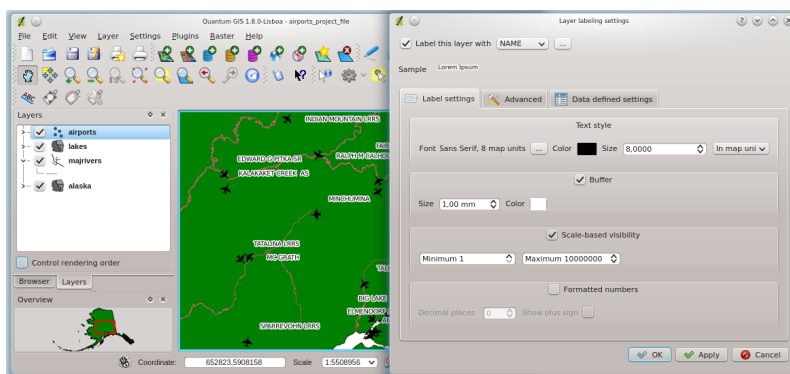 Quantum GIS 1.8.0-Lisboa - airports_project_file
File Edit View Layer Settings Plugins Raster Help
ABC
Layers
airports
lakes
majrivers
alaska
Control rendering order
Browser Layers
Overview
INDIAN MOUNTAIN LRRS
EDWARD G PITKA SR
RALPH M CALHO
KALAKAKET CREEK AS
MINCHUMINA
TATALINA LRRS
MC GRATH
BIG LAKE
ELMENDORF
SPARREVOHN LRRS
Coordinate: 652823,5908158 Scale 1:5508956
Layer labeling settings
Label this layer with NAME ...
Sample Lorem Ipsum
Label settings Advanced Data defined settings
Text style
Font Sans Serif, 8 map units ... Color Size 8,0000 In map uni
Buffer
Size 1,00 mm Color
Scale-based visibility
Minimum 1 Maximum 10000000
Formatted numbers
Decimal places 0 Show plus sign
OK Apply Cancel